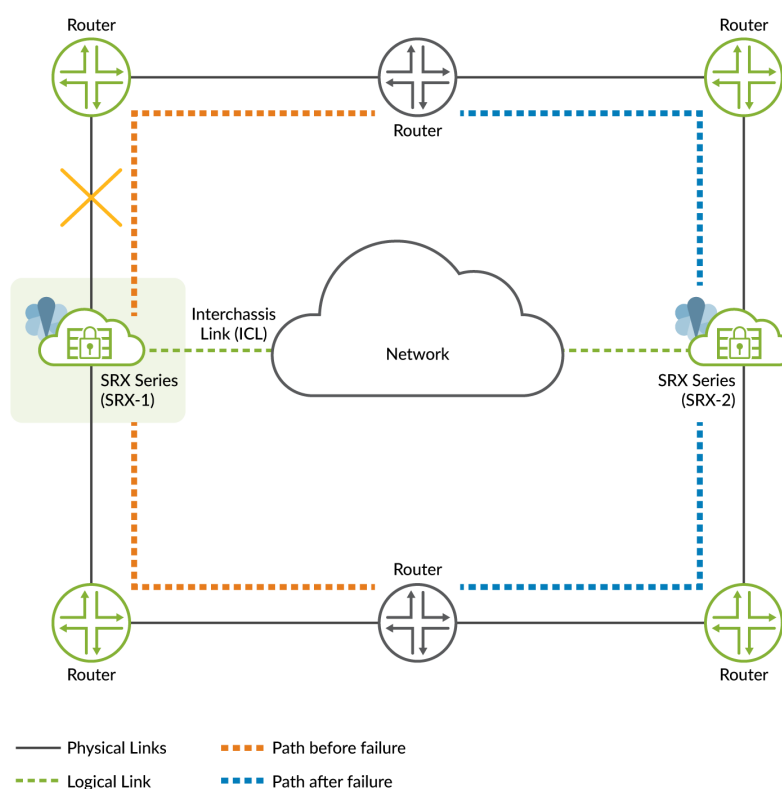 Router
Router
Router
Interchassis
Link (ICL)
Network
SRX Series
(SRX-1)
SRX Series
(SRX-2)
Router
Router
Router
Physical Links
Path before failure
Logical Link
Path after failure